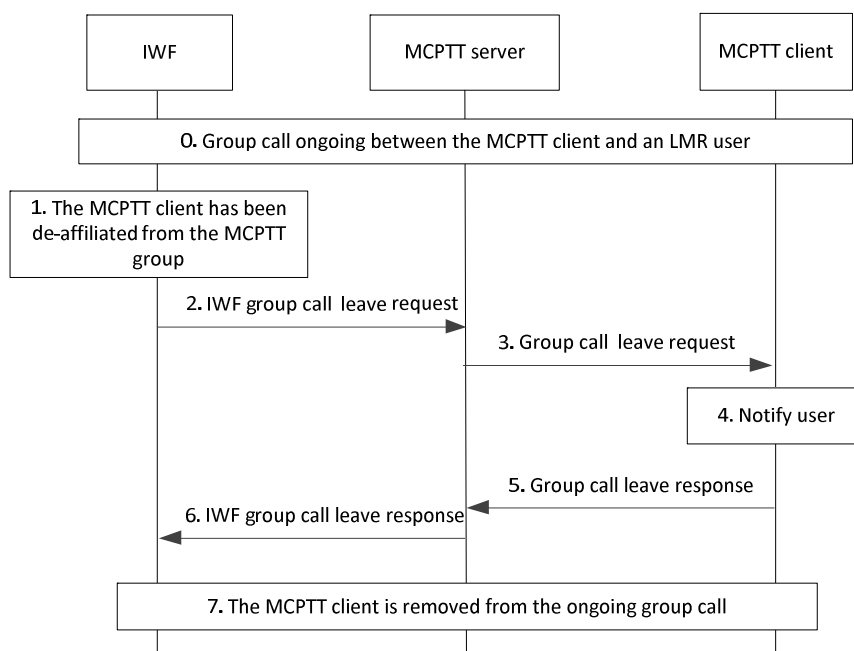 IWF
MCPTT server
MCPTT client
0. Group call ongoing between the MCPTT client and an LMR user
1. The MCPTT client has been
de-affiliated from the MCPTT
group
2. IWF group call leave request
3. Group call leave request
4. Notify user
5. Group call leave response
6. IWF group call leave response
7. The MCPTT client is removed from the ongoing group call